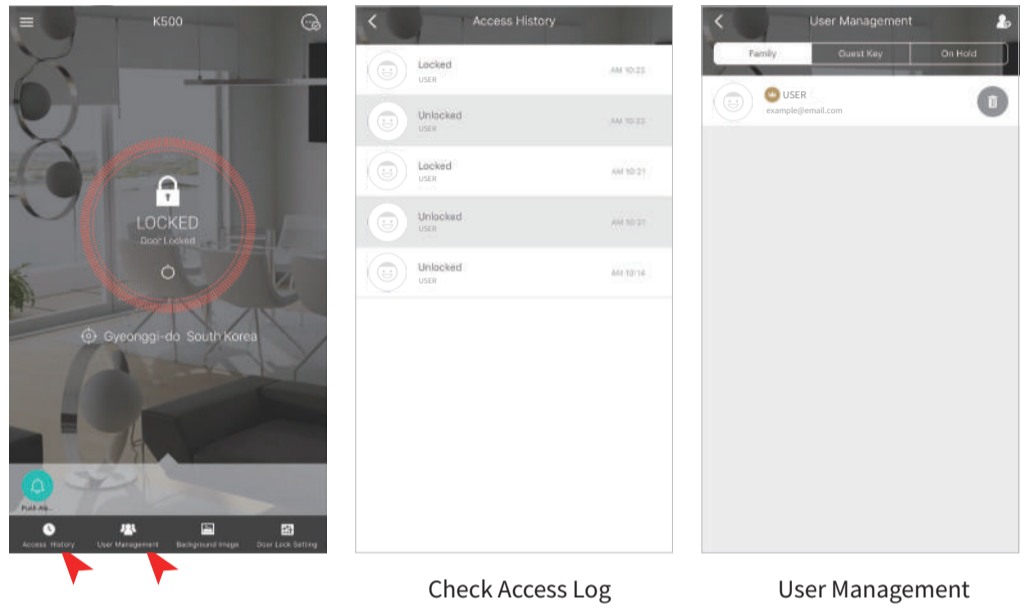 K500
LOCKED
Door Locked
Gyeonggi-do South Korea
Push Ala...
Access History
User Management
Background Image
Door Lock Setting
Access History
Locked
USER
AM 10:23
Unlocked
USER
AM 10:23
Locked
USER
AM 10:21
Unlocked
USER
AM 10:21
Unlocked
USER
AM 10:14
Check Access Log
User Management
Family
Guest Key
On Hold
USER
example@email.com
User Management